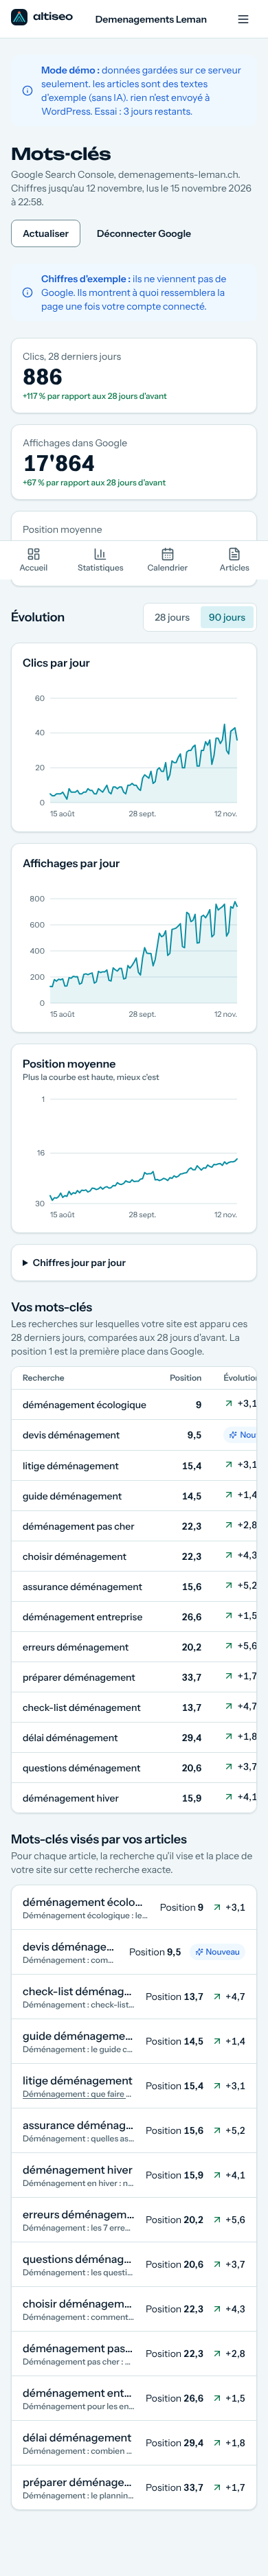 altiseo
Demenagements Leman
Mode démo : données gardées sur ce serveur
seulement. les articles sont des textes
d'exemple (sans IA). rien n'est envoyé à
WordPress. Essai : 3 jours restants.
Mots-clés
Google Search Console, demenagements-leman.ch.
Chiffres jusqu'au 12 novembre, lus le 15 novembre 2026
à 22:58.
Actualiser
Déconnecter Google
Chiffres d'exemple : ils ne viennent pas de
Google. Ils montrent à quoi ressemblera la
page une fois votre compte connecté.
Clics, 28 derniers jours
886
+117 % par rapport aux 28 jours d'avant
Affichages dans Google
17'864
+67 % par rapport aux 28 jours d'avant
Position moyenne
Accueil
Statistiques
Calendrier
Articles
Évolution
28 jours
90 jours
Clics par jour
60
40
20
0
15 août
28 sept.
12 nov.
Affichages par jour
800
600
400
200
0
15 août
28 sept.
12 nov.
Position moyenne
Plus la courbe est haute, mieux c'est
1
16
30
15 août
28 sept.
12 nov.
Chiffres jour par jour
Vos mots-clés
Les recherches sur lesquelles votre site est apparu ces
28 derniers jours, comparées aux 28 jours d'avant. La
position 1 est la première place dans Google.
Recherche Position Évolution
déménagement écologique 9 +3,1
devis déménagement 9,5 Nou
litige déménagement 15,4 +3,1
guide déménagement 14,5 +1,4
déménagement pas cher 22,3 +2,8
choisir déménagement 22,3 +4,3
assurance déménagement 15,6 +5,2
déménagement entreprise 26,6 +1,5
erreurs déménagement 20,2 +5,6
préparer déménagement 33,7 +1,7
check-list déménagement 13,7 +4,7
délai déménagement 29,4 +1,8
questions déménagement 20,6 +3,7
déménagement hiver 15,9 +4,1
Mots-clés visés par vos articles
Pour chaque article, la recherche qu'il vise et la place de
votre site sur cette recherche exacte.
déménagement écolo... Position 9 +3,1
Déménagement écologique : le...
devis déménage... Position 9,5 Nouveau
Déménagement : com...
check-list déménag... Position 13,7 +4,7
Déménagement : check-list...
guide déménageme... Position 14,5 +1,4
Déménagement : le guide c...
litige déménagement Position 15,4 +3,1
Déménagement : que faire ...
assurance déménag... Position 15,6 +5,2
Déménagement : quelles as...
déménagement hiver Position 15,9 +4,1
Déménagement en hiver : n...
erreurs déménagem... Position 20,2 +5,6
Déménagement : les 7 erre...
questions déménag... Position 20,6 +3,7
Déménagement : les questi...
choisir déménagem... Position 22,3 +4,3
Déménagement : comment...
déménagement pas... Position 22,3 +2,8
Déménagement pas cher : ...
déménagement ent... Position 26,6 +1,5
Déménagement pour les en...
délai déménagement Position 29,4 +1,8
Déménagement : combien ...
préparer déménage... Position 33,7 +1,7
Déménagement : le plannin...